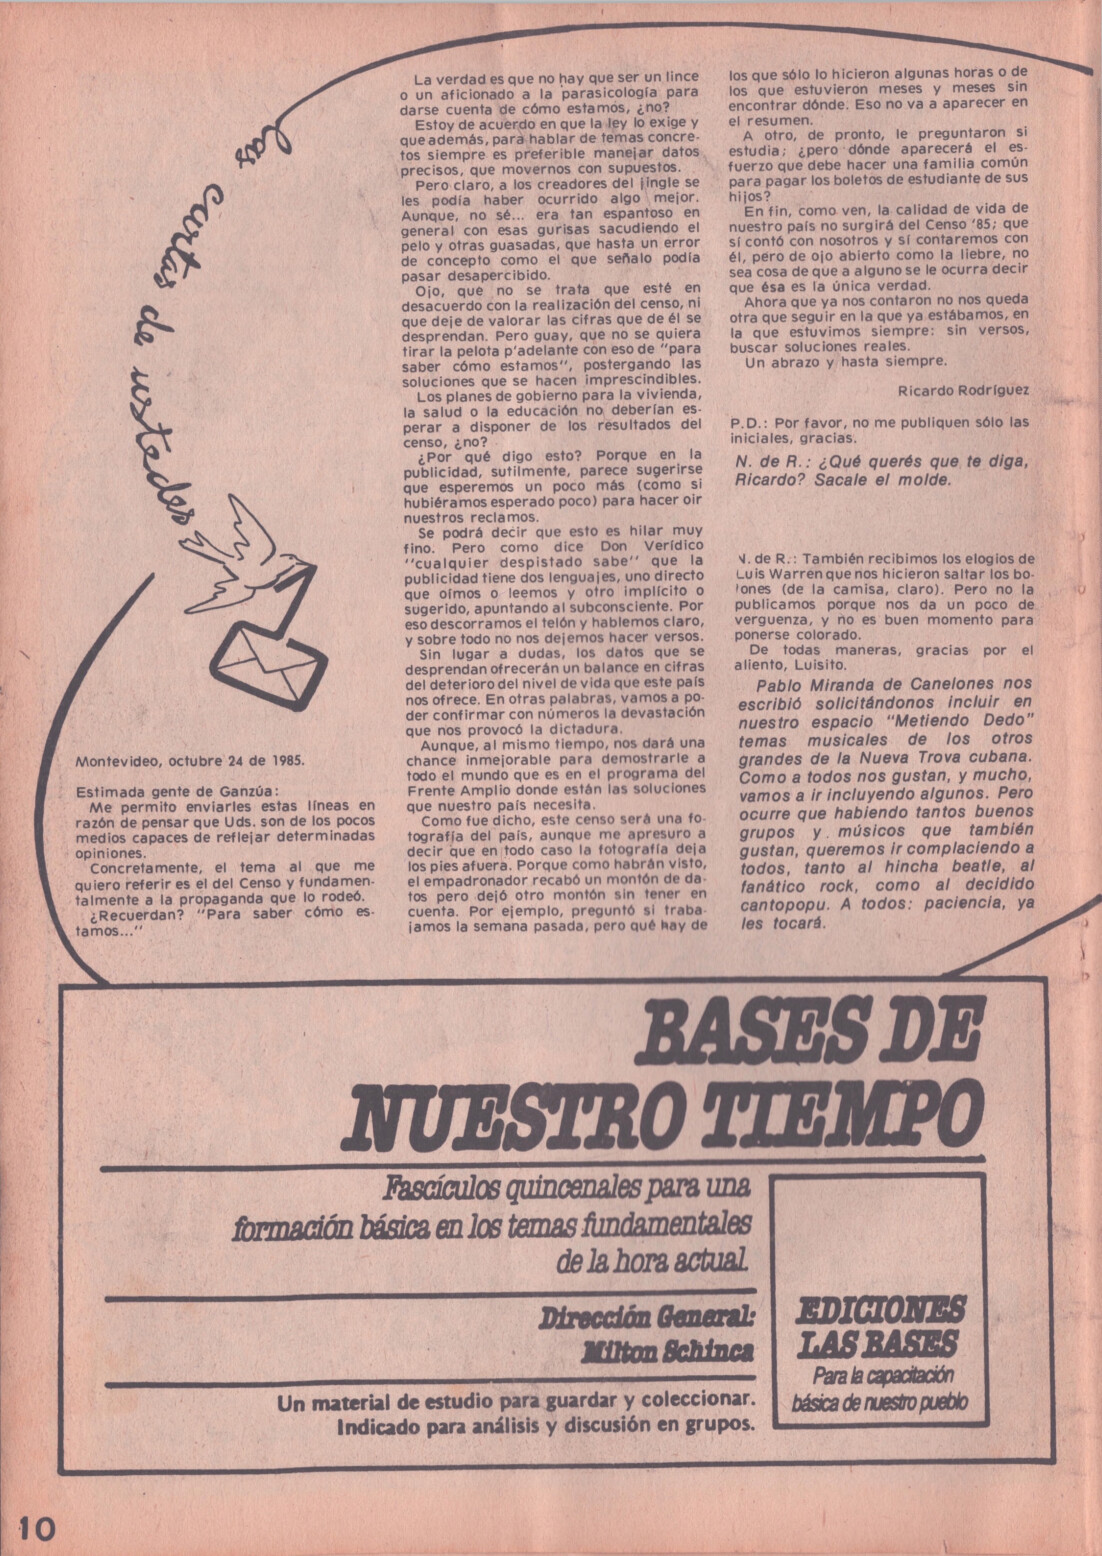 las cartas de ustedes
Montevideo, octubre 24 de 1985.
Estimada gente de Ganzúa:
Me permito enviarles estas líneas en
razón de pensar que Uds. son de los pocos
medios capaces de reflejar determinadas
opiniones.
Concretamente, el tema al que me
quiero referir es el del Censo y fundamen-
talmente a la propaganda que lo rodeó.
¿Recuerdan? "Para saber cómo es-
tamos..."
La verdad es que no hay que ser un lince
o un aficionado a la parasicología para
darse cuenta de cómo estamos, ¿no?
Estoy de acuerdo en que la ley lo exige y
que además, para hablar de temas concre-
tos siempre es preferible manejar datos
precisos, que movernos con supuestos.
Pero claro, a los creadores del jingle se
les podía haber ocurrido algo mejor.
Aunque, no sé... era tan espantoso en
general con esas gurisas sacudiendo el
pelo y otras guasadas, que hasta un error
de concepto como el que señalo podía
pasar desapercibido.
Ojo, que no se trata que esté en
desacuerdo con la realización del censo, ni
que deje de valorar las cifras que de él se
desprendan. Pero guay, que no se quiera
tirar la pelota p'adelante con eso de "para
saber cómo estamos", postergando las
soluciones que se hacen imprescindibles.
Los planes de gobierno para la vivienda,
la salud o la educación no deberían es-
perar a disponer de los resultados del
censo, ¿no?
¿Por qué digo esto? Porque en la
publicidad, sutilmente, parece sugerirse
que esperemos un poco más (como si
hubiéramos esperado poco) para hacer oir
nuestros reclamos.
Se podrá decir que esto es hilar muy
fino. Pero como dice Don Verídico
"cualquier despistado sabe" que la
publicidad tiene dos lenguajes, uno directo
que oímos o leemos y otro implícito o
sugerido, apuntando al subconsciente. Por
eso descorramos el telón y hablemos claro,
y sobre todo no nos dejemos hacer versos.
Sin lugar a dudas, los datos que se
desprendan ofrecerán un balance en cifras
del deterioro del nivel de vida que este país
nos ofrece. En otras palabras, vamos a po-
der confirmar con números la devastación
que nos provocó la dictadura.
Aunque, al mismo tiempo, nos dará una
chance inmejorable para demostrarle a
todo el mundo que es en el programa del
Frente Amplio donde están las soluciones
que nuestro país necesita.
Como fue dicho, este censo será una fo-
tografía del país, aunque me apresuro a
decir que en todo caso la fotografía deja
los pies afuera. Porque como habrán visto,
el empadronador recabó un montón de da-
tos pero dejó otro montón sin tener en
cuenta. Por ejemplo, preguntó si traba-
jamos la semana pasada, pero qué hay de
los que sólo lo hicieron algunas horas o de
los que estuvieron meses y meses sin
encontrar dónde. Eso no va a aparecer en
el resumen.
A otro, de pronto, le preguntaron si
estudia; ¿pero dónde aparecerá el es-
fuerzo que debe hacer una familia común
para pagar los boletos de estudiante de sus
hijos?
En fin, como ven, la calidad de vida de
nuestro país no surgirá del Censo '85; que
sí contó con nosotros y sí contaremos con
él, pero de ojo abierto como la liebre, no
sea cosa de que a alguno se le ocurra decir
que ésa es la única verdad.
Ahora que ya nos contaron no nos queda
otra que seguir en la que ya estábamos, en
la que estuvimos siempre: sin versos,
buscar soluciones reales.
Un abrazo y hasta siempre.
Ricardo Rodríguez
P.D.: Por favor, no me publiquen sólo las
iniciales, gracias.
N. de R.: ¿Qué querés que te diga,
Ricardo? Sacale el molde.
N. de R.: También recibimos los elogios de
Luis Warren que nos hicieron saltar los bo-
tones (de la camisa, claro). Pero no la
publicamos porque nos da un poco de
verguenza, y no es buen momento para
ponerse colorado.
De todas maneras, gracias por el
aliento, Luisito.
Pablo Miranda de Canelones nos
escribió solicitándonos incluir en
nuestro espacio "Metiendo Dedo"
temas musicales de los otros
grandes de la Nueva Trova cubana.
Como a todos nos gustan, y mucho,
vamos a ir incluyendo algunos. Pero
ocurre que habiendo tantos buenos
grupos y músicos que también
gustan, queremos ir complaciendo a
todos, tanto al hincha beatle, al
fanático rock, como al decidido
cantopopu. A todos: paciencia, ya
les tocará.
BASES DE
NUESTRO TIEMPO
Fascículos quincenales para una
formación básica en los temas fundamentales
de la hora actual
Dirección General:
Milton Schinca
Un material de estudio para guardar y coleccionar.
Indicado para análisis y discusión en grupos.
EDICIONES
LAS BASES
Para la capacitación
básica de nuestro pueblo
10